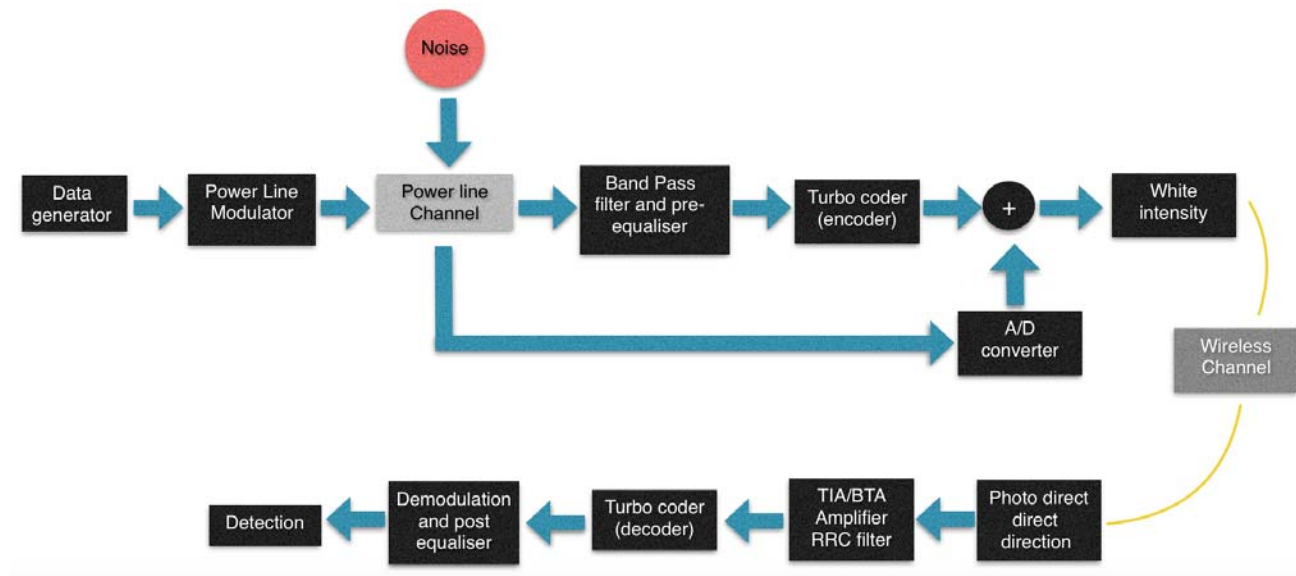 Noise
Data
generator
Power Line
Modulator
Power line
Channel
Band Pass
filter and pre-
equaliser
Turbo coder
(encoder)
+
White
intensity
A/D
converter
Wireless
Channel
Detection
Demodulation
and post
equaliser
Turbo coder
(decoder)
TIA/BTA
Amplifier
RRC filter
Photo direct
direct
direction